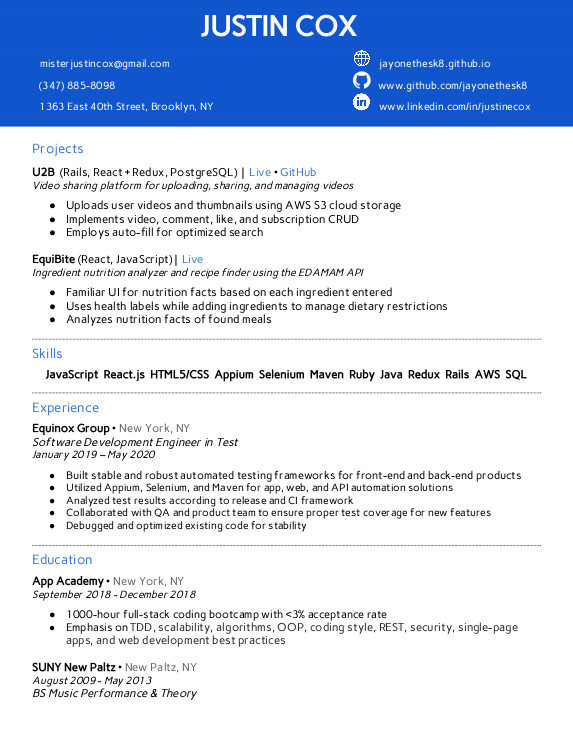 JUSTIN COX
misterjustincox@gmail.com
jayonethesk8.github.io
(347) 885-8098
www.github.com/jayonethesk8
1363 East 40th Street, Brooklyn, NY
www.linkedin.com/in/justinecox
Projects
U2B (Rails, React + Redux, PostgreSQL) | Live • GitHub
Video sharing platform for uploading, sharing, and managing videos
● Uploads user videos and thumbnails using AWS S3 cloud storage
● Implements video, comment, like, and subscription CRUD
● Employs auto-fill for optimized search
EquiBite (React, JavaScript) | Live
Ingredient nutrition analyzer and recipe finder using the EDAMAM API
● Familiar UI for nutrition facts based on each ingredient entered
● Uses health labels while adding ingredients to manage dietary restrictions
● Analyzes nutrition facts of found meals
Skills
JavaScript React.js HTML5/CSS Appium Selenium Maven Ruby Java Redux Rails AWS SQL
Experience
Equinox Group • New York, NY
Software Development Engineer in Test
January 2019 – May 2020
● Built stable and robust automated testing frameworks for front-end and back-end products
● Utilized Appium, Selenium, and Maven for app, web, and API automation solutions
● Analyzed test results according to release and CI framework
● Collaborated with QA and product team to ensure proper test coverage for new features
● Debugged and optimized existing code for stability
Education
App Academy • New York, NY
September 2018 - December 2018
● 1000-hour full-stack coding bootcamp with <3% acceptance rate
● Emphasis on TDD, scalability, algorithms, OOP, coding style, REST, security, single-page
apps, and web development best practices
SUNY New Paltz • New Paltz, NY
August 2009 - May 2013
BS Music Performance & Theory